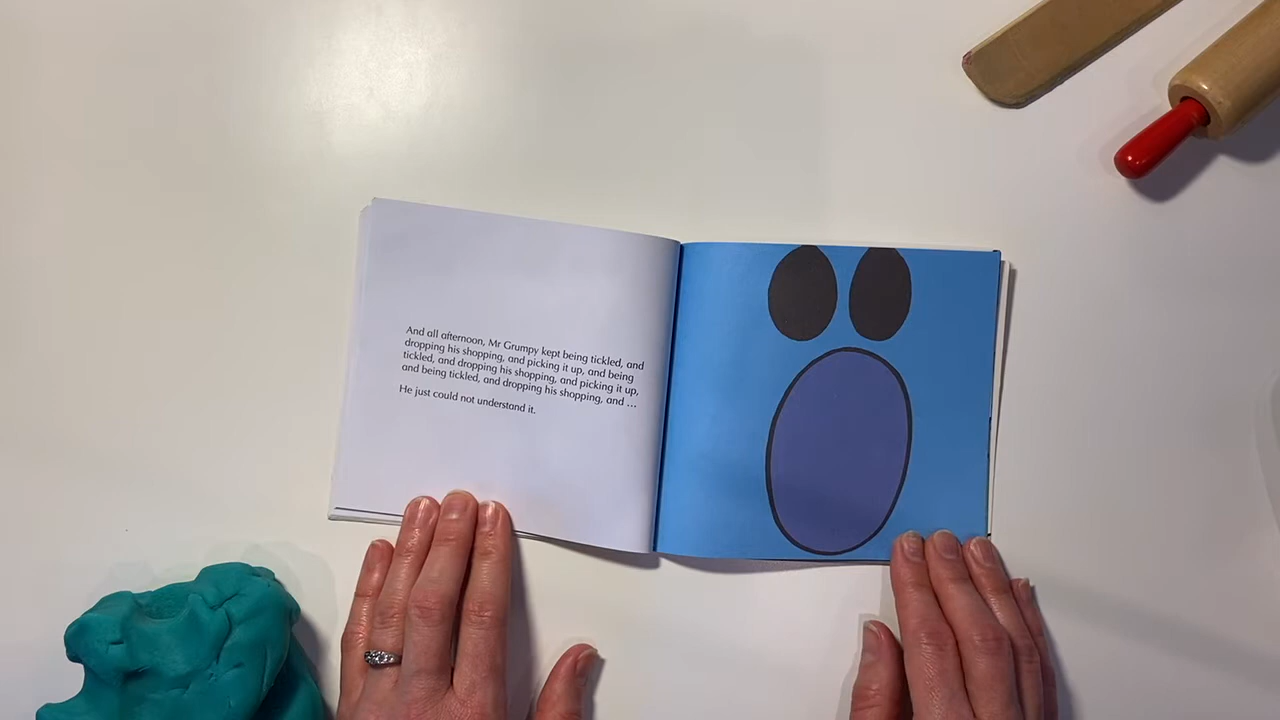 And all afternoon, Mr Grumpy kept being tickled, and
dropping his shopping, and picking it up, and being
tickled, and dropping his shopping, and picking it up,
and being tickled, and dropping his shopping, and …
He just could not understand it.